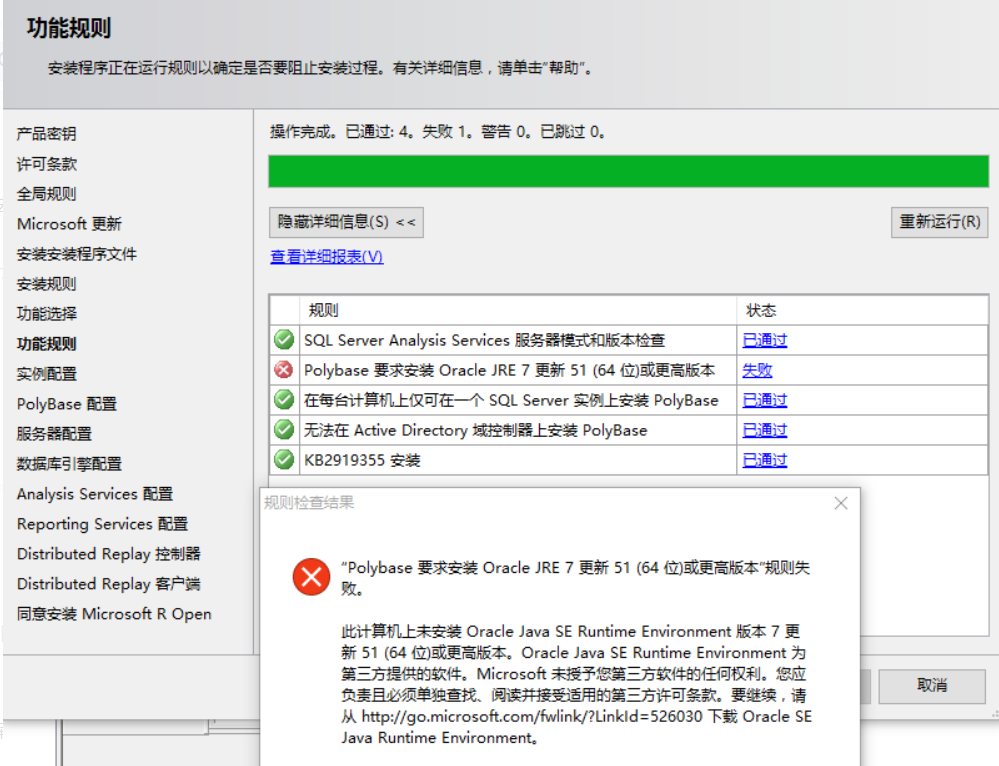 功能规则
安装程序正在运行规则以确定是否要阻止安装过程。有关详细信息，请单击"帮助"。
产品密钥
许可条款
全局规则
Microsoft 更新
安装安装程序文件
安装规则
功能选择
功能规则
实例配置
PolyBase 配置
服务器配置
数据库引擎配置
Analysis Services 配置
Reporting Services 配置
Distributed Replay 控制器
Distributed Replay 客户端
同意安装 Microsoft R Open
操作完成。已通过: 4。失败 1。警告 0。已跳过 0。
隐藏详细信息(S) <<
重新运行(R)
查看详细报表(V)
规则 状态
SQL Server Analysis Services 服务器模式和版本检查 已通过
Polybase 要求安装 Oracle JRE 7 更新 51 (64 位)或更高版本 失败
在每台计算机上仅可在一个 SQL Server 实例上安装 PolyBase 已通过
无法在 Active Directory 域控制器上安装 PolyBase 已通过
KB2919355 安装 已通过
规则检查结果
"Polybase 要求安装 Oracle JRE 7 更新 51 (64 位)或更高版本"规则失
败。
此计算机上未安装 Oracle Java SE Runtime Environment 版本 7 更
新 51 (64 位)或更高版本。Oracle Java SE Runtime Environment 为
第三方提供的软件。Microsoft 未授予您第三方软件的任何权利。您应
负责且必须单独查找、阅读并接受适用的第三方许可条款。要继续，请
从 http://go.microsoft.com/fwlink/?LinkId=526030 下载 Oracle SE
Java Runtime Environment。
取消